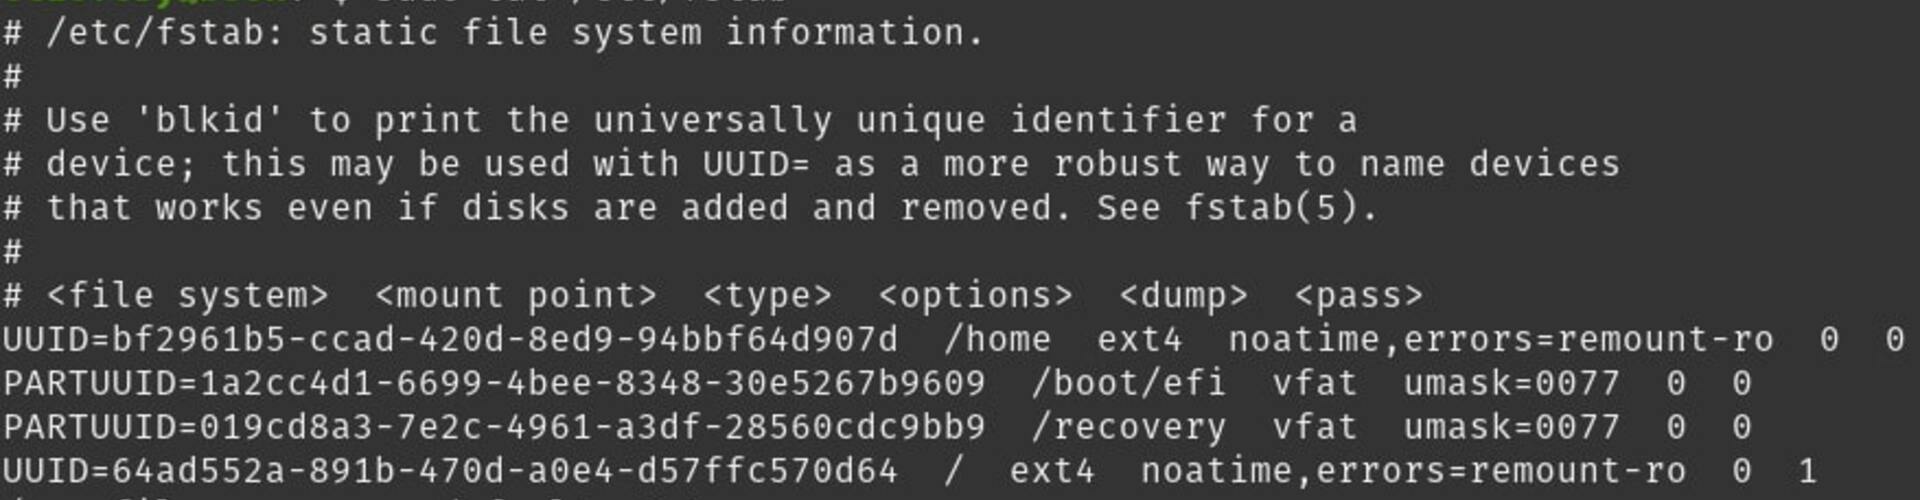 # /etc/fstab: static file system information.
#
# Use 'blkid' to print the universally unique identifier for a
# device; this may be used with UUID= as a more robust way to name devices
# that works even if disks are added and removed. See fstab(5).
#
# <file system>  <mount point>  <type>  <options>  <dump>  <pass>
UUID=bf2961b5-ccad-420d-8ed9-94bbf64d907d  /home  ext4  noatime,errors=remount-ro  0  0
PARTUUID=1a2cc4d1-6699-4bee-8348-30e5267b9609  /boot/efi  vfat  umask=0077  0  0
PARTUUID=019cd8a3-7e2c-4961-a3df-28560cdc9bb9  /recovery  vfat  umask=0077  0  0
UUID=64ad552a-891b-470d-a0e4-d57ffc570d64  /  ext4  noatime,errors=remount-ro  0  1